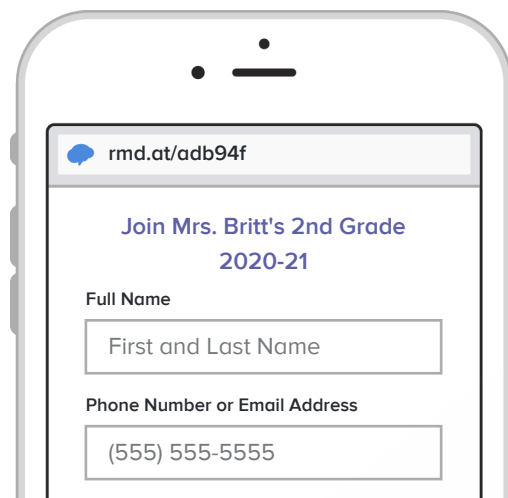 rmd.at/adb94f
Join Mrs. Britt's 2nd Grade
2020-21
Full Name
First and Last Name
Phone Number or Email Address
(555) 555-5555